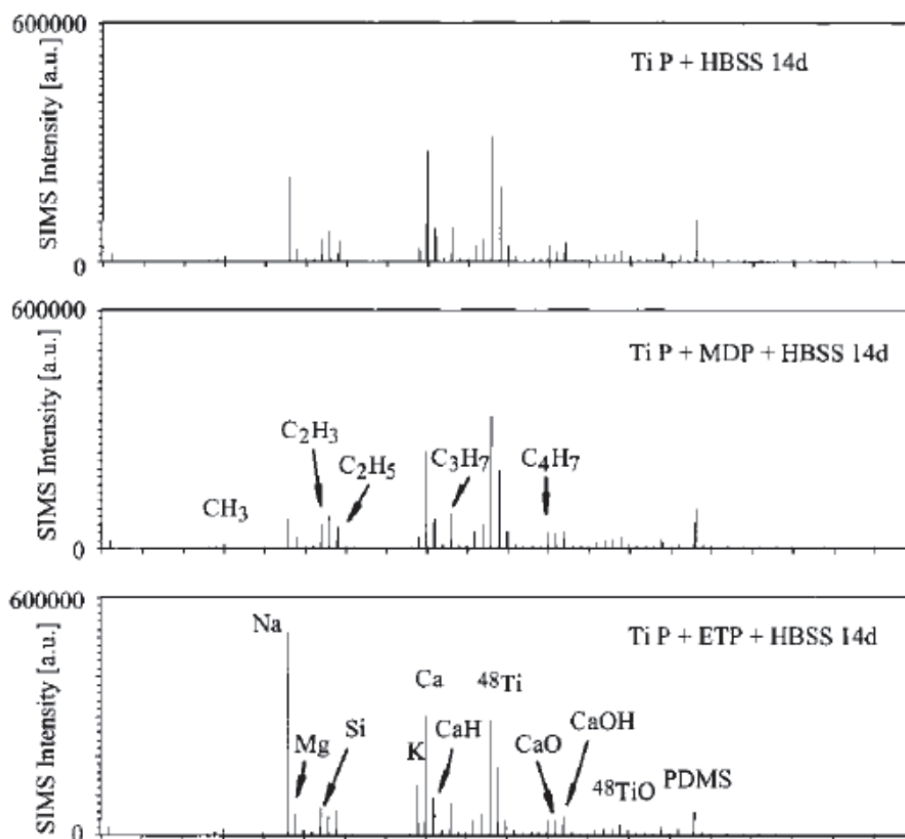 600000
SIMS Intensity [a.u.]
0
Ti P + HBSS 14d
600000
SIMS Intensity [a.u.]
0
Ti P + MDP + HBSS 14d
CH3
C2H3
C2H5
C3H7
C4H7
600000
SIMS Intensity [a.u.]
0
Ti P + ETP + HBSS 14d
Na
Mg
Si
K
Ca
CaH
48Ti
CaO
CaOH
48TiO
PDMS